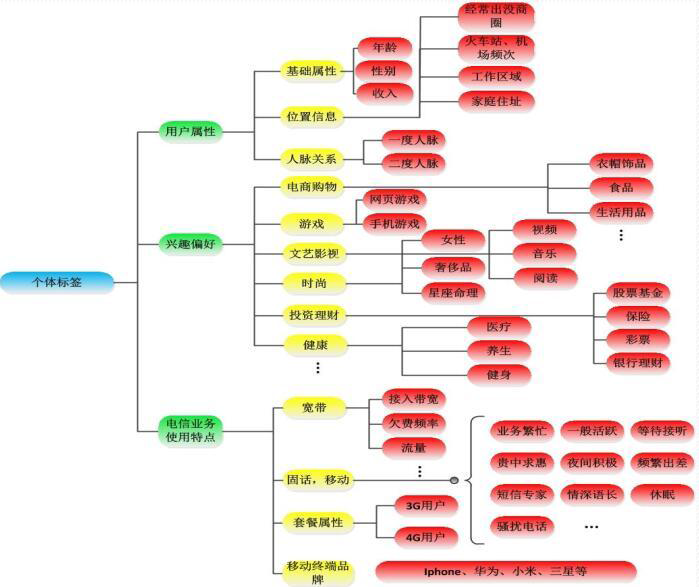 个体标签
用户属性
基础属性
年龄
性别
收入
位置信息
经常出没商
圈
火车站、机
场频次
工作区域
家庭住址
人脉关系
一度人脉
二度人脉
兴趣偏好
电商购物
衣帽饰品
食品
生活用品
⋮
游戏
网页游戏
手机游戏
文艺影视
视频
音乐
阅读
时尚
女性
奢侈品
星座命理
投资理财
股票基金
保险
彩票
银行理财
健康
医疗
养生
健身
⋮
电信业务
使用特点
宽带
接入带宽
欠费频率
流量
⋮
固话，移动
业务繁忙 一般活跃 等待接听
贵中求惠 夜间积极 频繁出差
短信专家 情深语长 休眠
骚扰电话 …
套餐属性
3G用户
4G用户
移动终端品
牌
Iphone、华为、小米、三星等